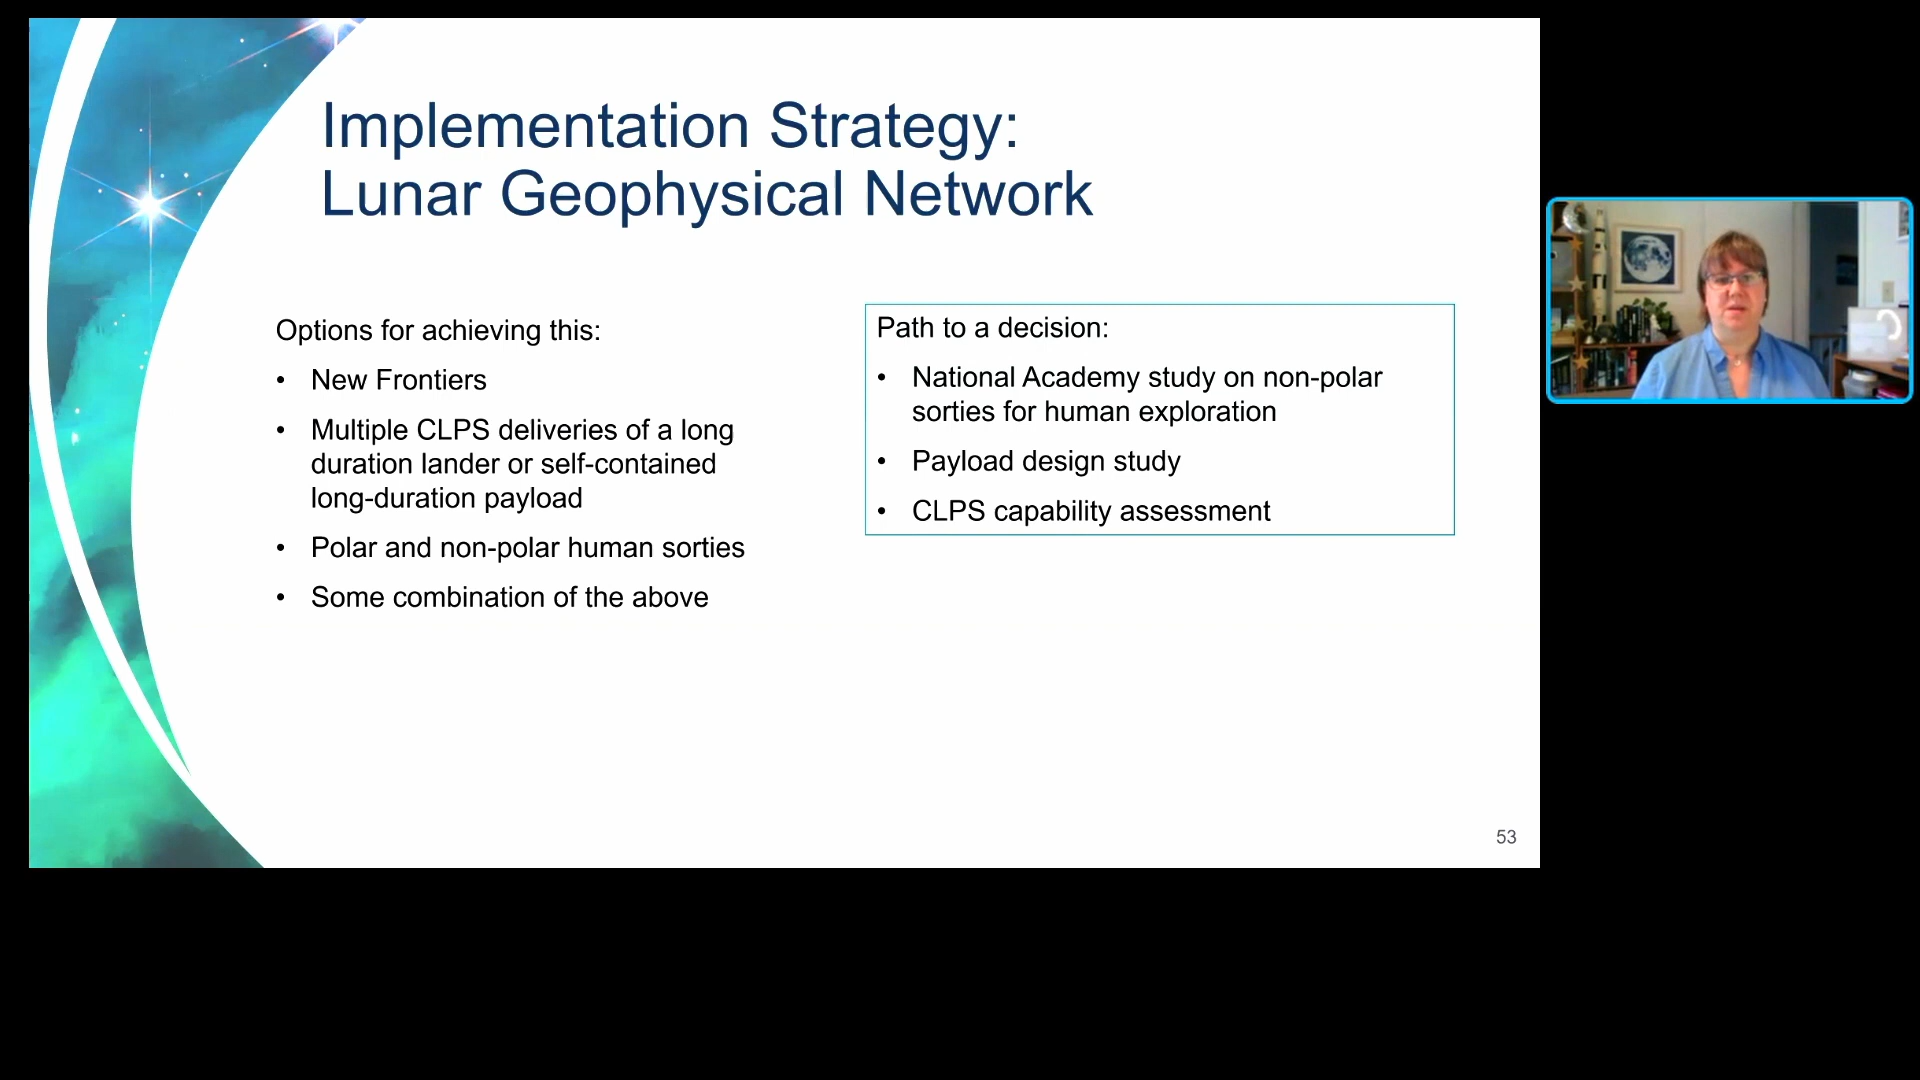 Implementation Strategy:
Lunar Geophysical Network
Options for achieving this:
• New Frontiers
• Multiple CLPS deliveries of a long
duration lander or self-contained
long-duration payload
• Polar and non-polar human sorties
• Some combination of the above
Path to a decision:
• National Academy study on non-polar
sorties for human exploration
• Payload design study
• CLPS capability assessment
53